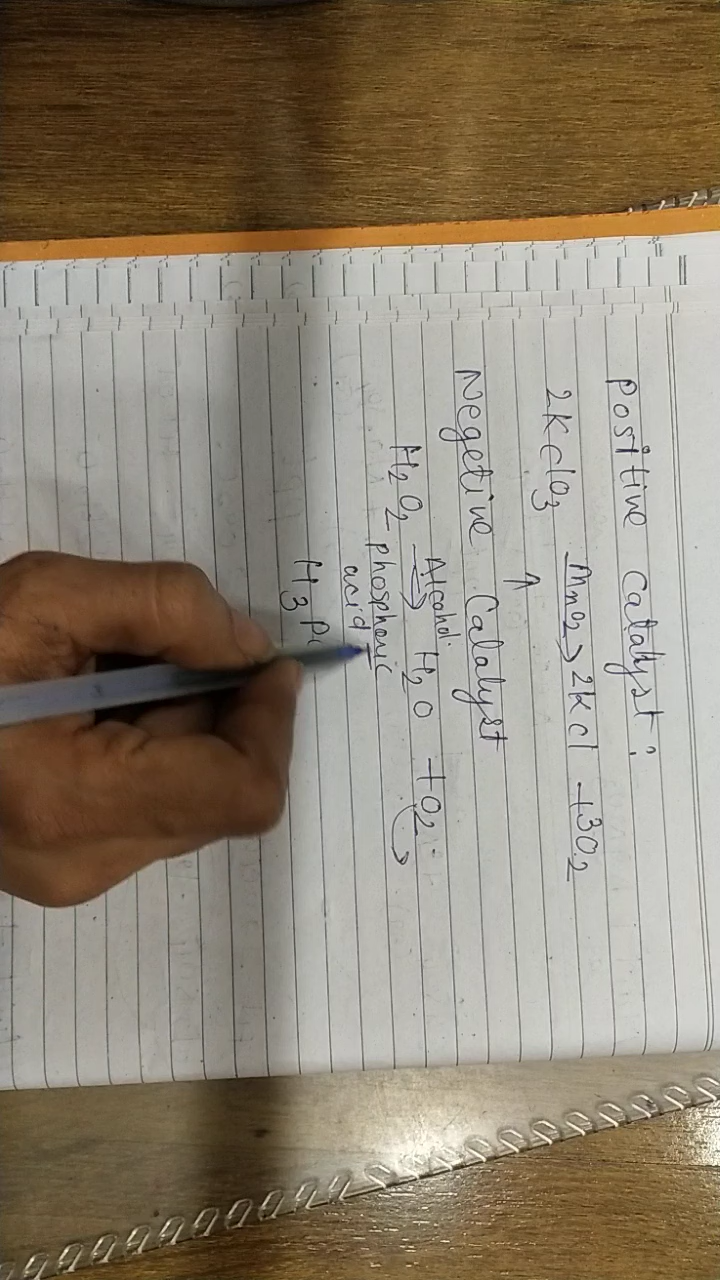 Positive Catalyst:
2KClO3 MnO2→ 2KCl + 3O2
Negetive Catalyst
Alcohol
H2O2 → H2O + O2
phosphoric
acid
H3P